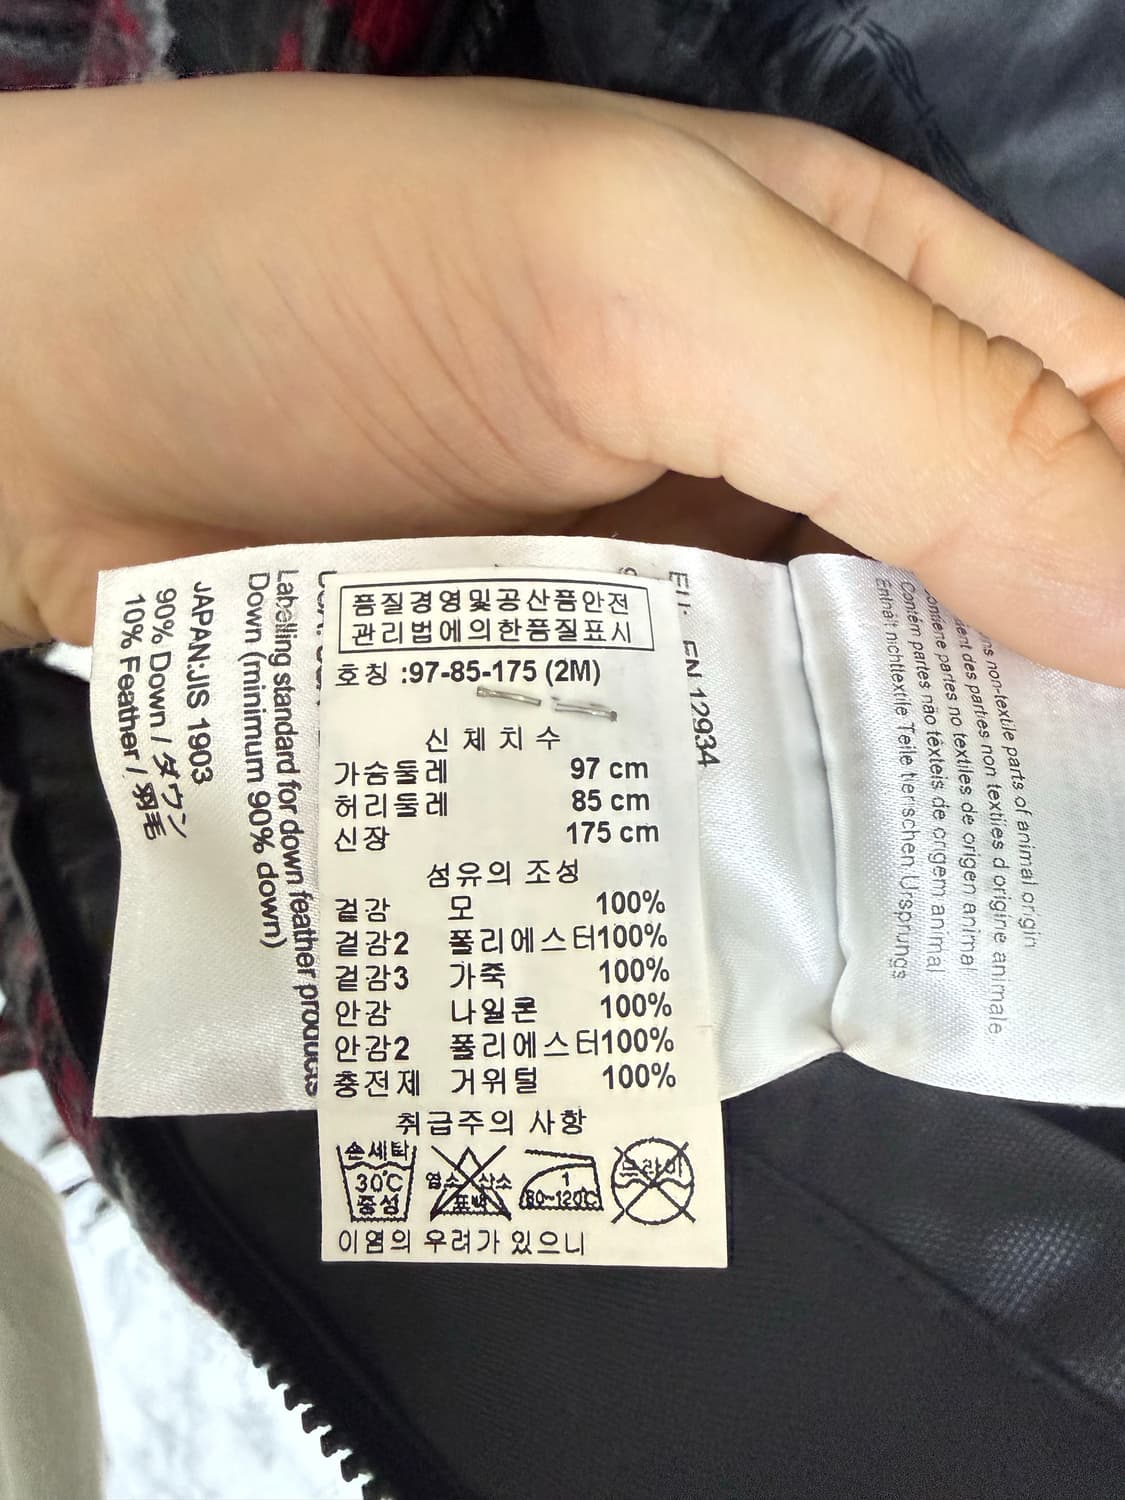 품질경영및공산품안전
관리법에의한품질표시
호칭 :97-85-175 (2M)
신체치수
가슴둘레 97 cm
허리둘레 85 cm
신장 175 cm
섬유의 조성
겉감 모 100%
겉감2 폴리에스터100%
겉감3 가죽 100%
안감 나일론 100%
안감2 폴리에스터100%
충전제 거위털 100%
취급주의 사항
손세탁
30℃
중성
염소 산소
표백
1
80~120℃
드라이
이염의 우려가 있으니
EN 12934
Labelling standard for down feather products
Down (minimum 90% down)
JAPAN:JIS 1903
90% Down / ダウン
10% Feather / 羽毛
non-textile parts of animal origin
des parties non textiles d'origine animale
partes no textiles de origen animal
Contém partes não têxteis de origem animal
Enthält nichttextile Teile tierischen Ursprungs